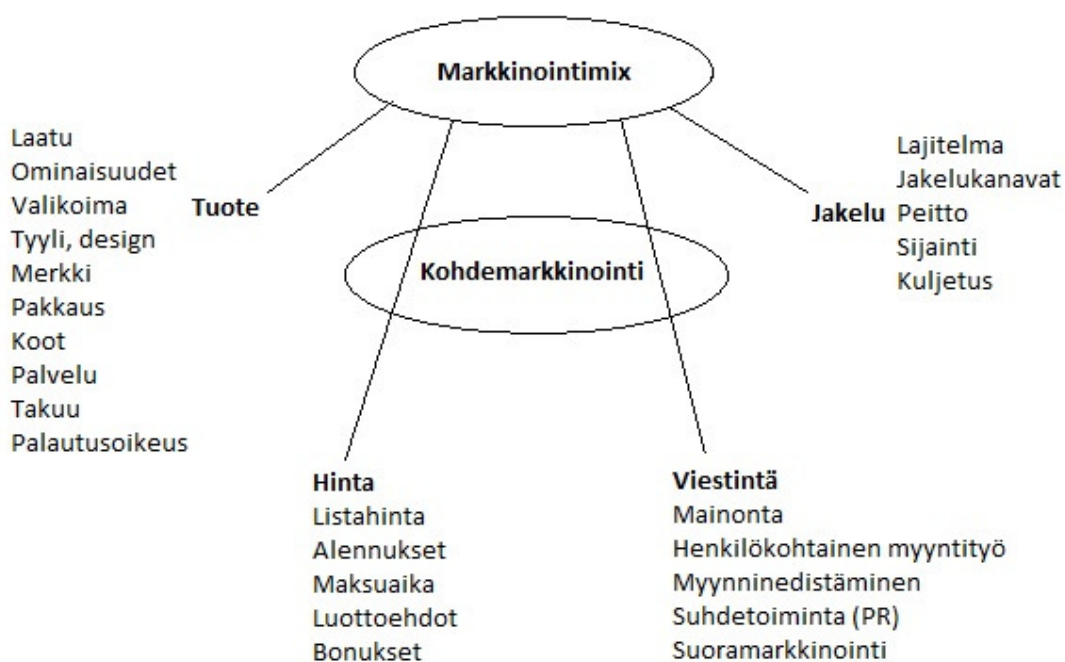 Markkinointimix
Laatu
Ominaisuudet
Valikoima
Tyyli, design
Merkki
Pakkaus
Koot
Palvelu
Takuu
Palautusoikeus
Tuote
Kohdemarkkinointi
Jakelu
Lajitelma
Jakelukanavat
Peitto
Sijainti
Kuljetus
Hinta
Listahinta
Alennukset
Maksuaika
Luottoehdot
Bonukset
Viestintä
Mainonta
Henkilökohtainen myyntityö
Myynninedistäminen
Suhdetoiminta (PR)
Suoramarkkinointi